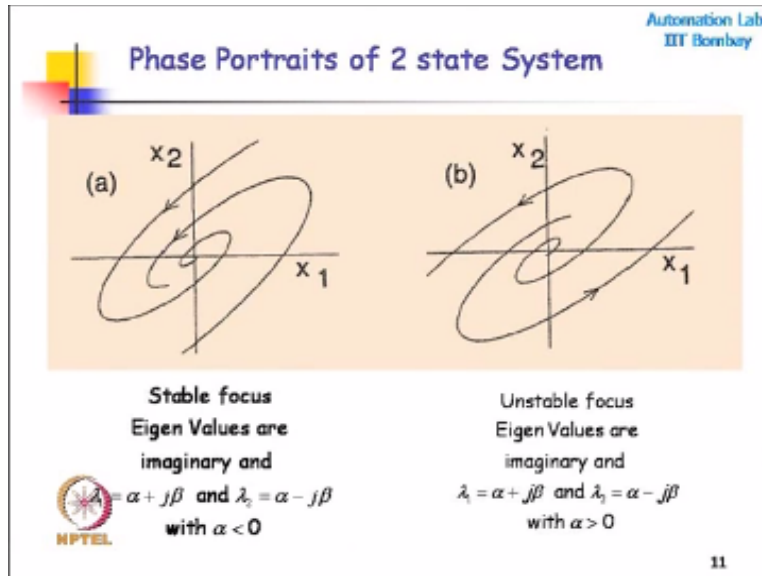 Automation Lab
IIT Bombay
Phase Portraits of 2 state System
(a)
x2
x1
(b)
x2
x1
Stable focus
Eigen Values are
imaginary and
λ₁ = α + jβ and λ₂ = α − jβ
with α < 0
Unstable focus
Eigen Values are
imaginary and
λ₁ = α + jβ and λ₂ = α − jβ
with α > 0
NPTEL
11